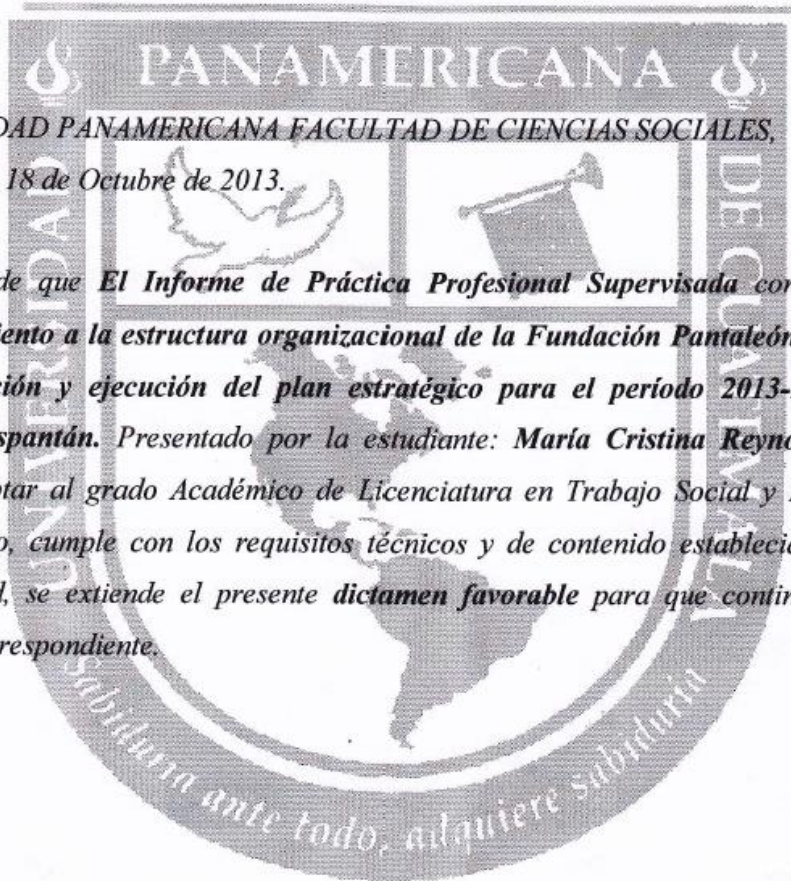 PANAMERICANA
UNIVERSIDAD
DE GUATEMALA
DAD PANAMERICANA FACULTAD DE CIENCIAS SOCIALES,
18 de Octubre de 2013.
de que El Informe de Práctica Profesional Supervisada con
iento a la estructura organizacional de la Fundación Pantaleón
ción y ejecución del plan estratégico para el período 2013-
spantán. Presentado por la estudiante: María Cristina Reyno
tar al grado Académico de Licenciatura en Trabajo Social y
o, cumple con los requisitos técnicos y de contenido establecid
d, se extiende el presente dictamen favorable para que contin
respondiente.
Sabiduría ante todo, adquiere sabiduría